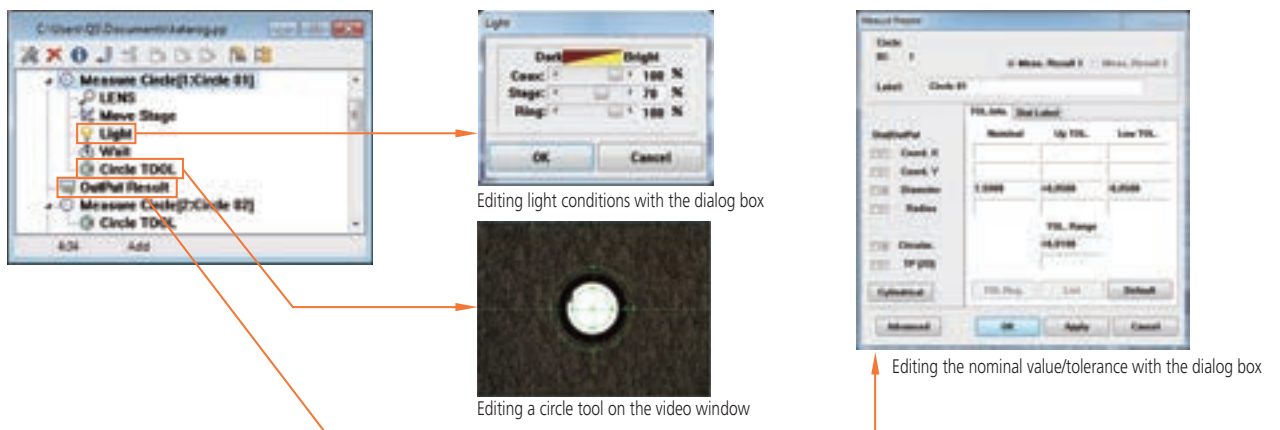 Measure Circle[1:Circle 01]
LENS
Move Stage
Light
Wait
Circle TOOL
OutPut Result
Measure Circle[2:Circle 02]
Circle TOOL
Add
Light
Dark Bright
Coax: 100 %
Stage: 70 %
Ring: 100 %
OK Cancel
Editing light conditions with the dialog box
Editing a circle tool on the video window
Circle
1
Label: Circle 01
Nominal Up TOL. Low TOL.
Coord. X
Coord. Y
Diameter
Radius
TOL. Range
Circular.
Cylindrical
Default
Advanced OK Apply Cancel
Editing the nominal value/tolerance with the dialog box